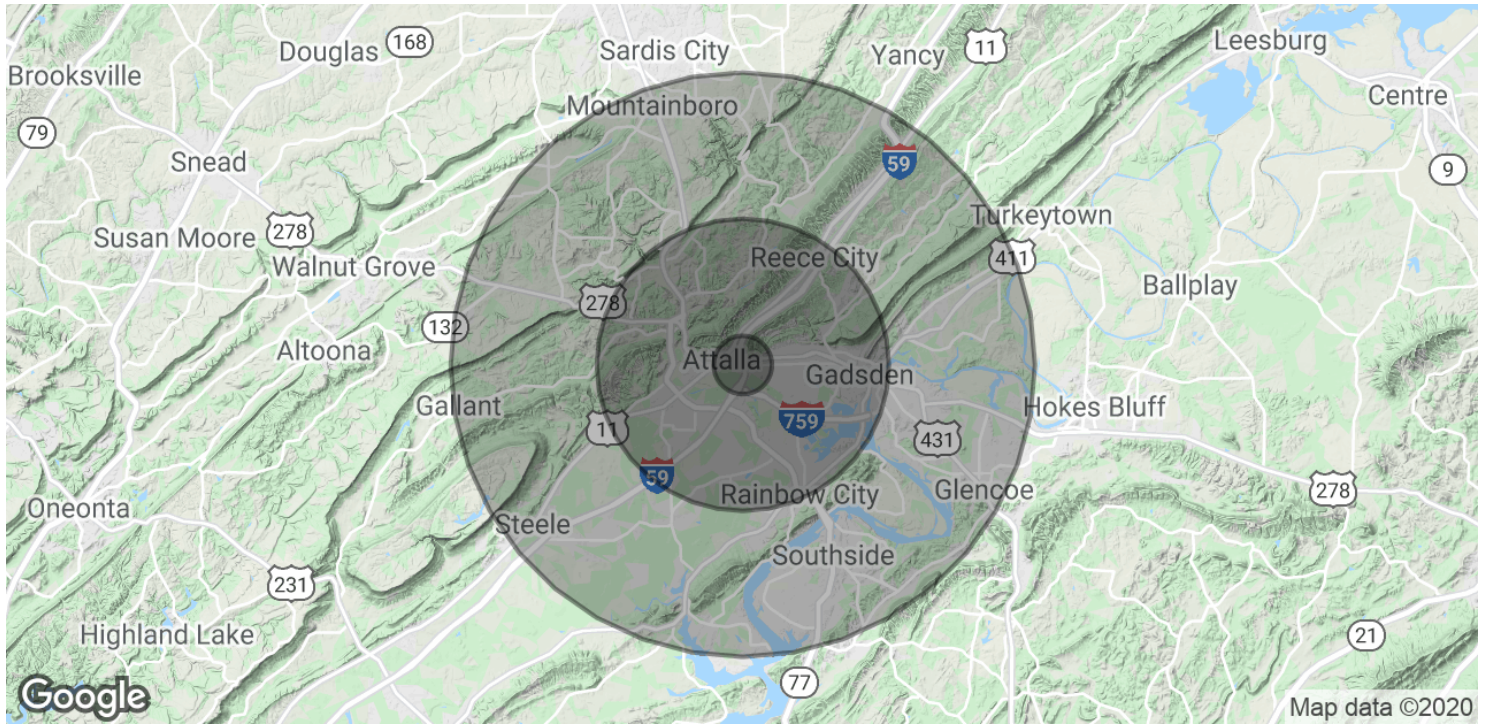 Douglas
168
Sardis City
Yancy
11
Leesburg
Brooksville
Mountainboro
Centre
79
Snead
59
9
Susan Moore
278
Turkeytown
Walnut Grove
Reece City
411
Ballplay
278
132
Altoona
Attalla
Gadsden
Gallant
Hokes Bluff
11
759
431
59
Rainbow City
Glencoe
278
Oneonta
Steele
Southside
231
Highland Lake
21
77
Google
Map data ©2020